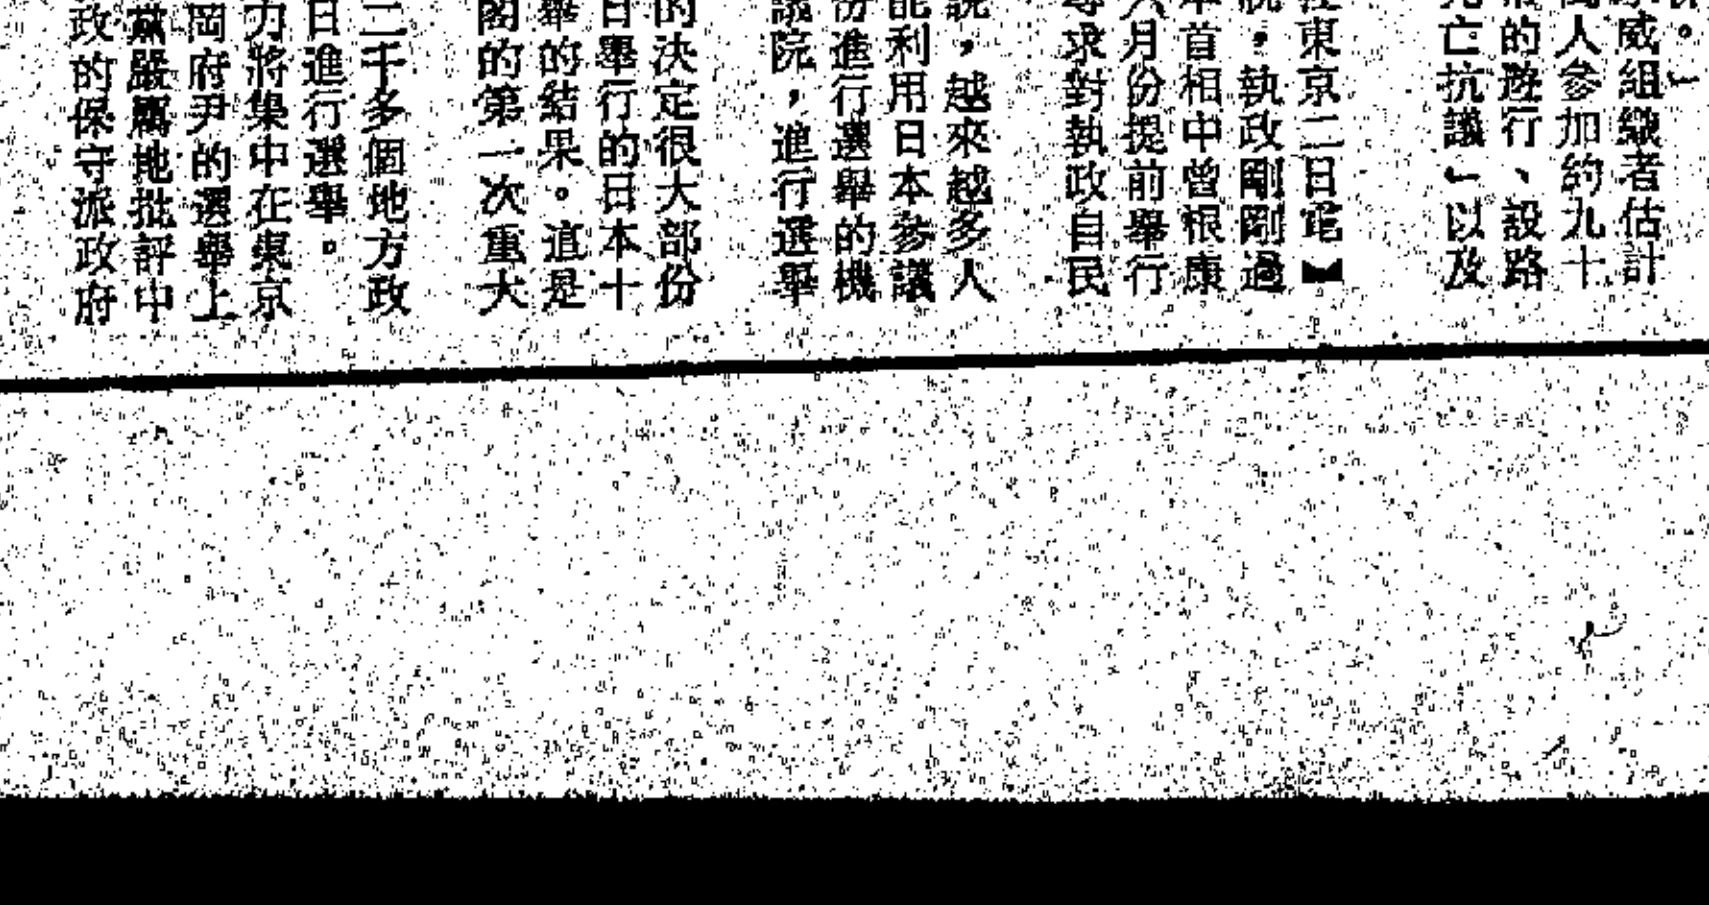 。」
威組織者估計
人參加約九十
的遊行、設路
亡抗議」以及
東京二日電】
，執政剛剛過
首相中曾根康
月份提前舉行
求對執政自民
，越來越多人
利用日本參議
份進行選舉的機
議院，進行選舉
的決定很大部份
日舉行的日本十
舉的結果。這是
閣的第一次重大
二千多個地方政
日進行選舉。
力將集中在東京
岡府尹的選舉上
黨嚴厲地批評中
政的保守派政府